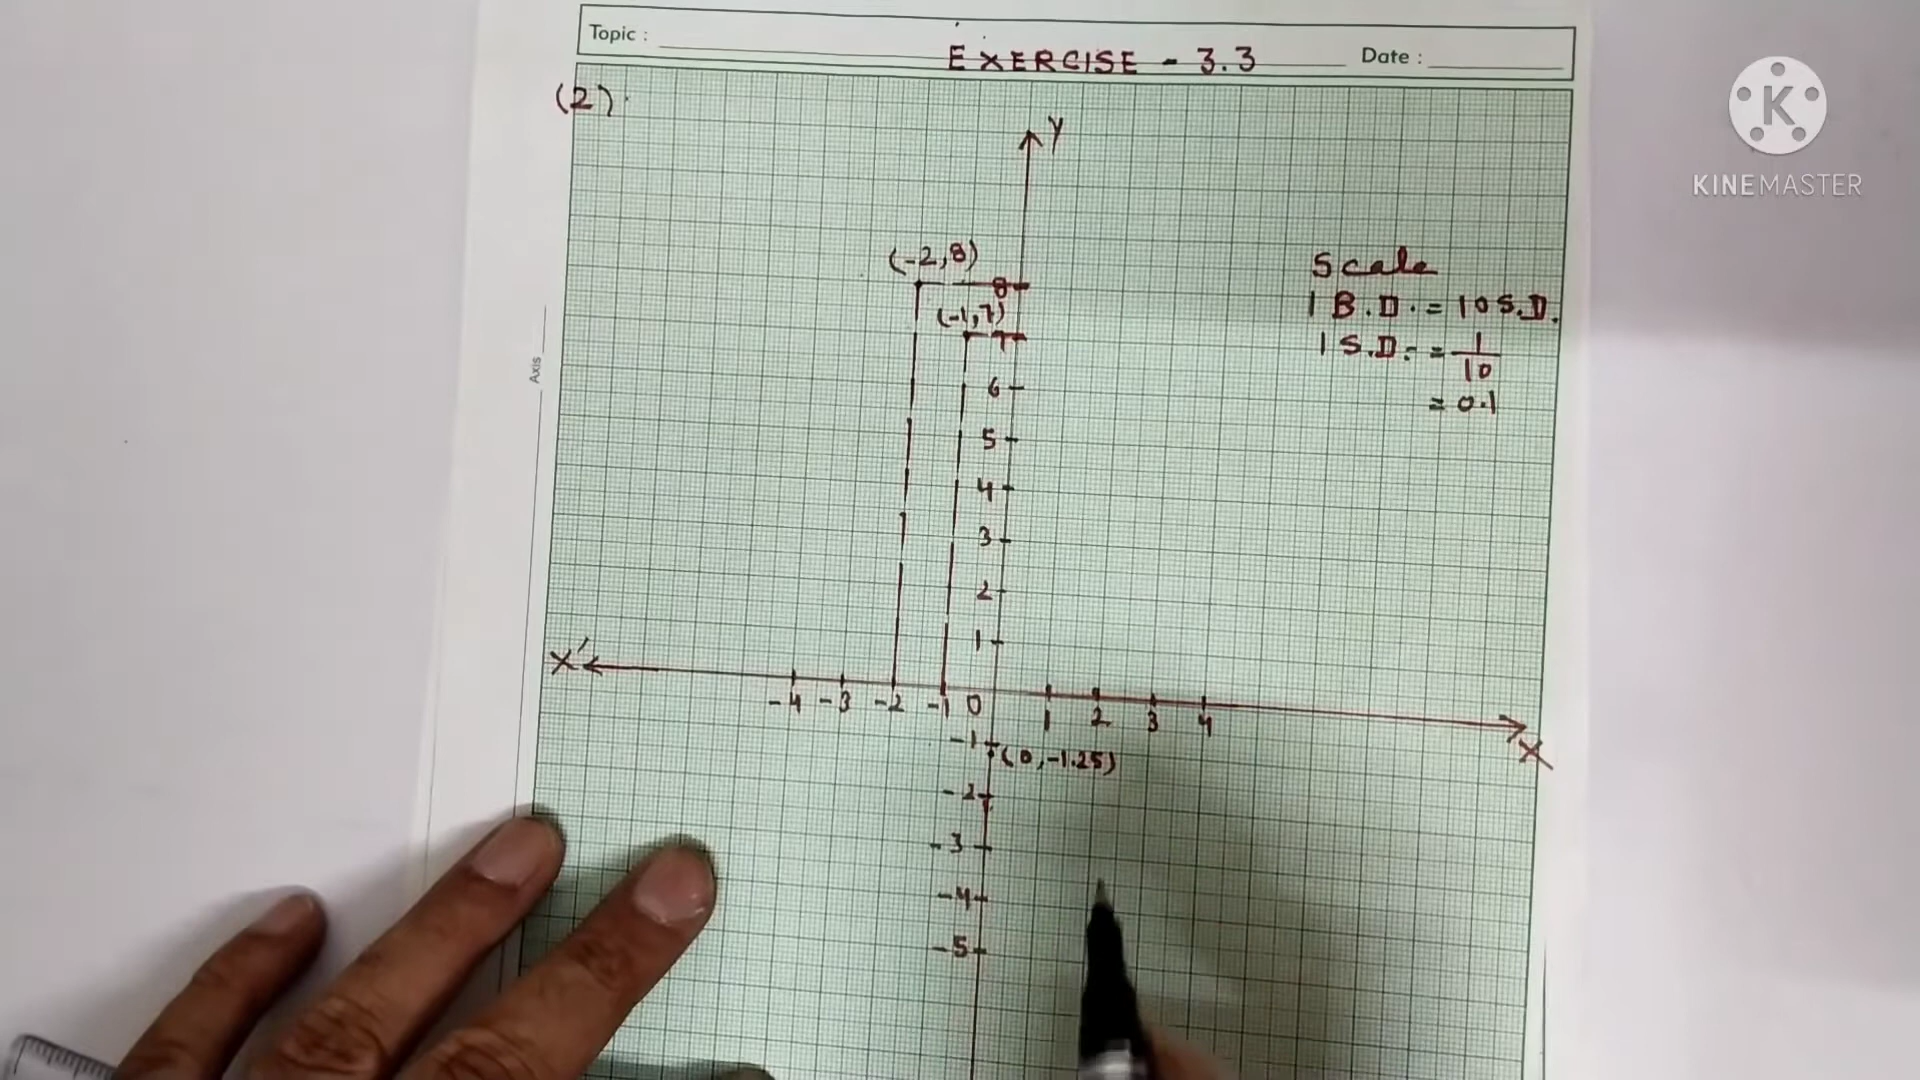 Topic :
EXERCISE - 3.3
Date :
(2).
Y
KINEMASTER
(-2,8)
8
(-1,7)
7
6
5
4
3
2
1
Scale
1 B.D. = 10 S.D.
1 S.D. = 1/10
= 0.1
Axis
X'
-4 -3 -2 -1 0 1 2 3 4
X
-1
(0,-1.25)
-2
-3
-4
-5